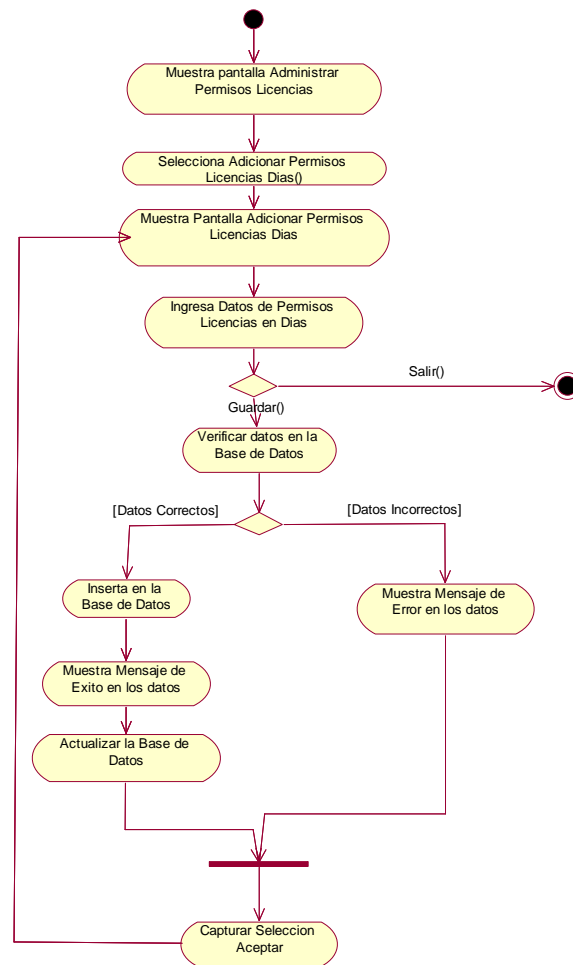 Muestra pantalla Administrar
Permisos Licencias
Selecciona Adicionar Permisos
Licencias Dias()
Muestra Pantalla Adicionar Permisos
Licencias Dias
Ingresa Datos de Permisos
Licencias en Dias
Salir()
Guardar()
Verificar datos en la
Base de Datos
[Datos Correctos]
[Datos Incorrectos]
Inserta en la
Base de Datos
Muestra Mensaje de
Error en los datos
Muestra Mensaje de
Exito en los datos
Actualizar la Base de
Datos
Capturar Seleccion
Aceptar